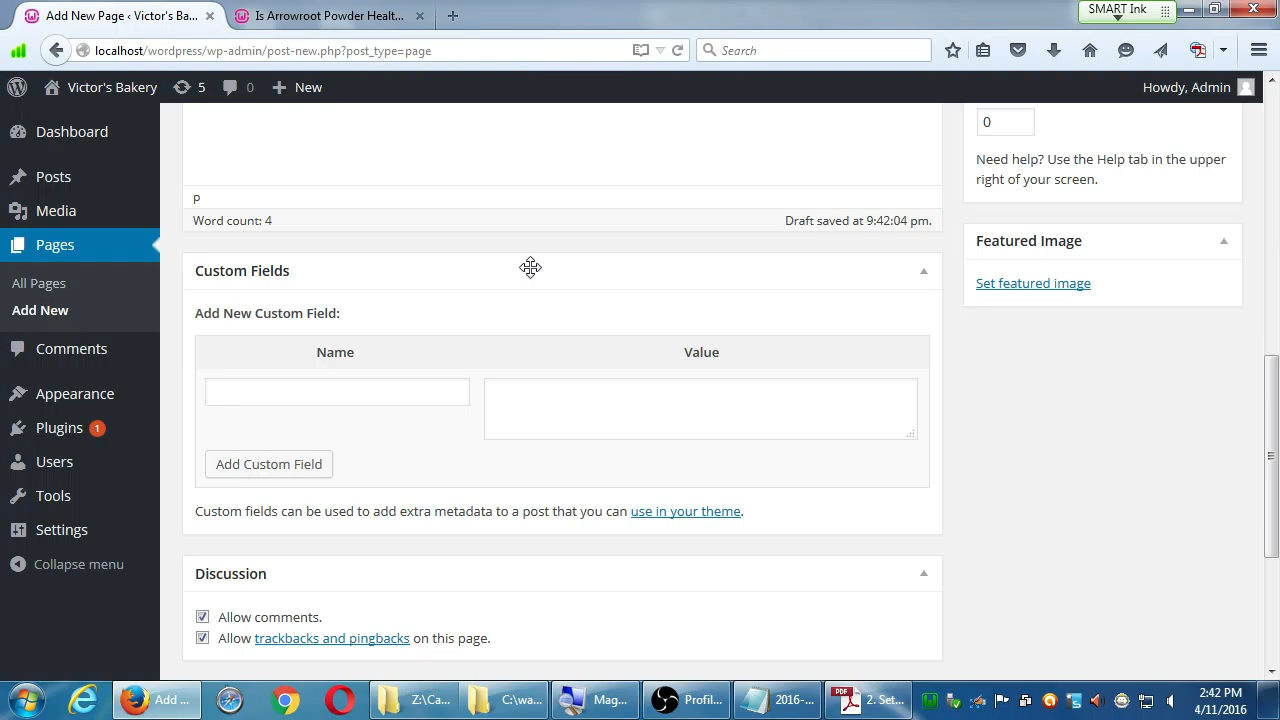 Add New Page ‹ Victor's Ba...
Is Arrowroot Powder Healt...
SMART Ink
localhost/wordpress/wp-admin/post-new.php?post_type=page
Search
Victor's Bakery
5
0
New
Howdy, Admin
Dashboard
Posts
Media
Pages
All Pages
Add New
Comments
Appearance
Plugins 1
Users
Tools
Settings
Collapse menu
p
Word count: 4
Draft saved at 9:42:04 pm.
Custom Fields
Add New Custom Field:
Name
Value
Add Custom Field
Custom fields can be used to add extra metadata to a post that you can use in your theme.
Discussion
Allow comments.
Allow trackbacks and pingbacks on this page.
0
Need help? Use the Help tab in the upper
right of your screen.
Featured Image
Set featured image
Add ...
Z:\Ca...
C:\wa...
Mag...
Profil...
2016-...
PDF
2. Set...
2:42 PM
4/11/2016